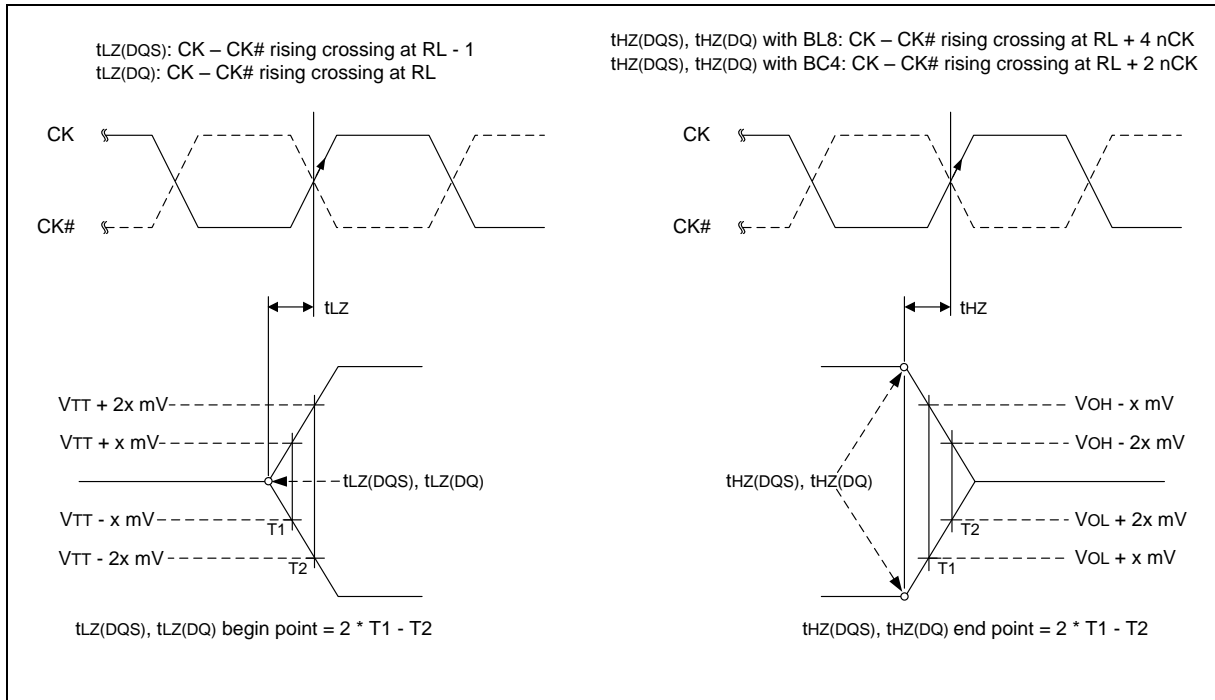 tLZ(DQS): CK – CK# rising crossing at RL - 1
tLZ(DQ): CK – CK# rising crossing at RL
CK
CK#
tLZ
VTT + 2x mV
VTT + x mV
tLZ(DQS), tLZ(DQ)
VTT - x mV
T1
VTT - 2x mV
T2
tLZ(DQS), tLZ(DQ) begin point = 2 * T1 - T2
tHZ(DQS), tHZ(DQ) with BL8: CK – CK# rising crossing at RL + 4 nCK
tHZ(DQS), tHZ(DQ) with BC4: CK – CK# rising crossing at RL + 2 nCK
CK
CK#
tHZ
VOH - x mV
VOH - 2x mV
tHZ(DQS), tHZ(DQ)
VOL + 2x mV
T2
VOL + x mV
T1
tHZ(DQS), tHZ(DQ) end point = 2 * T1 - T2